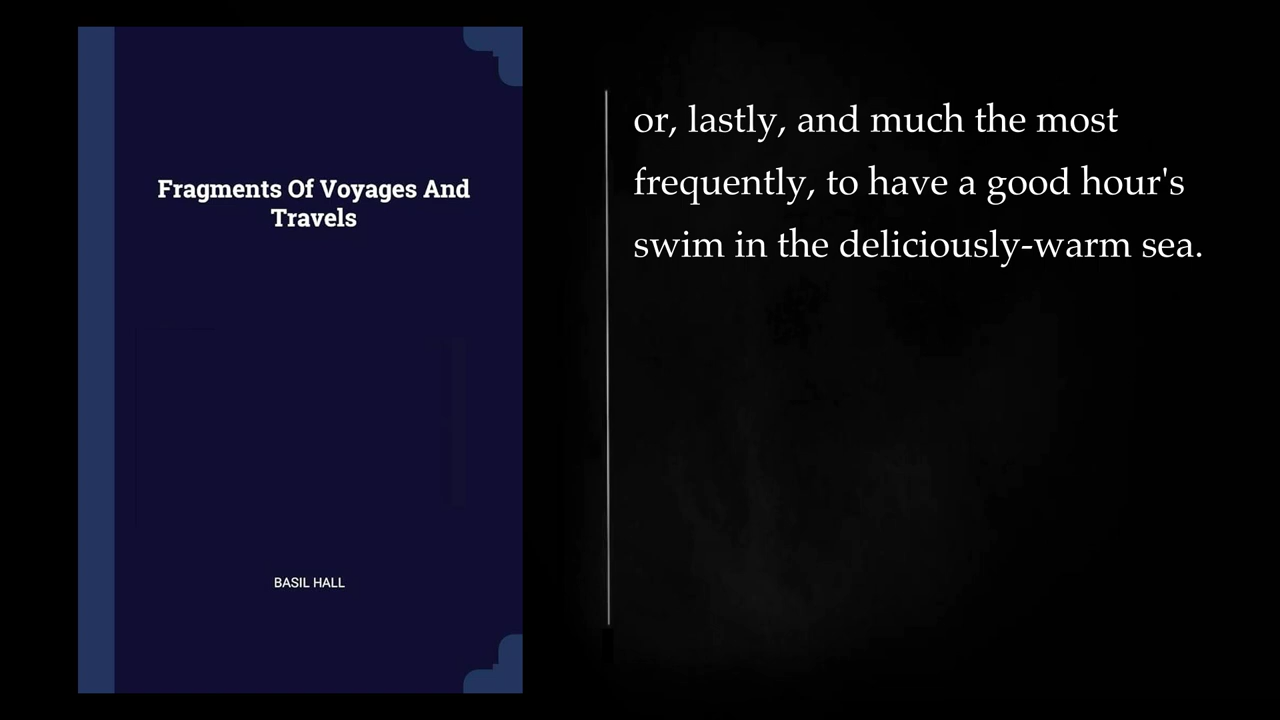 Fragments Of Voyages And
Travels
BASIL HALL
or, lastly, and much the most
frequently, to have a good hour's
swim in the deliciously-warm sea.